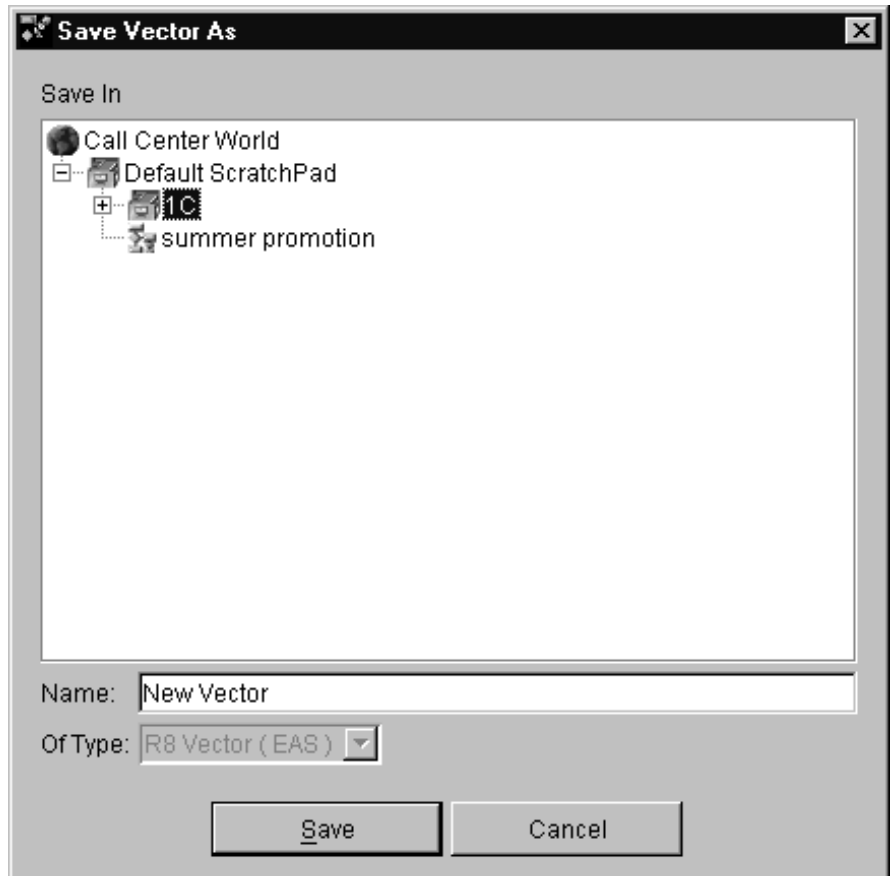 Save Vector As
Save In
Call Center World
Default ScratchPad
1C
summer promotion
Name: New Vector
Of Type: R8 Vector ( EAS )
Save Cancel